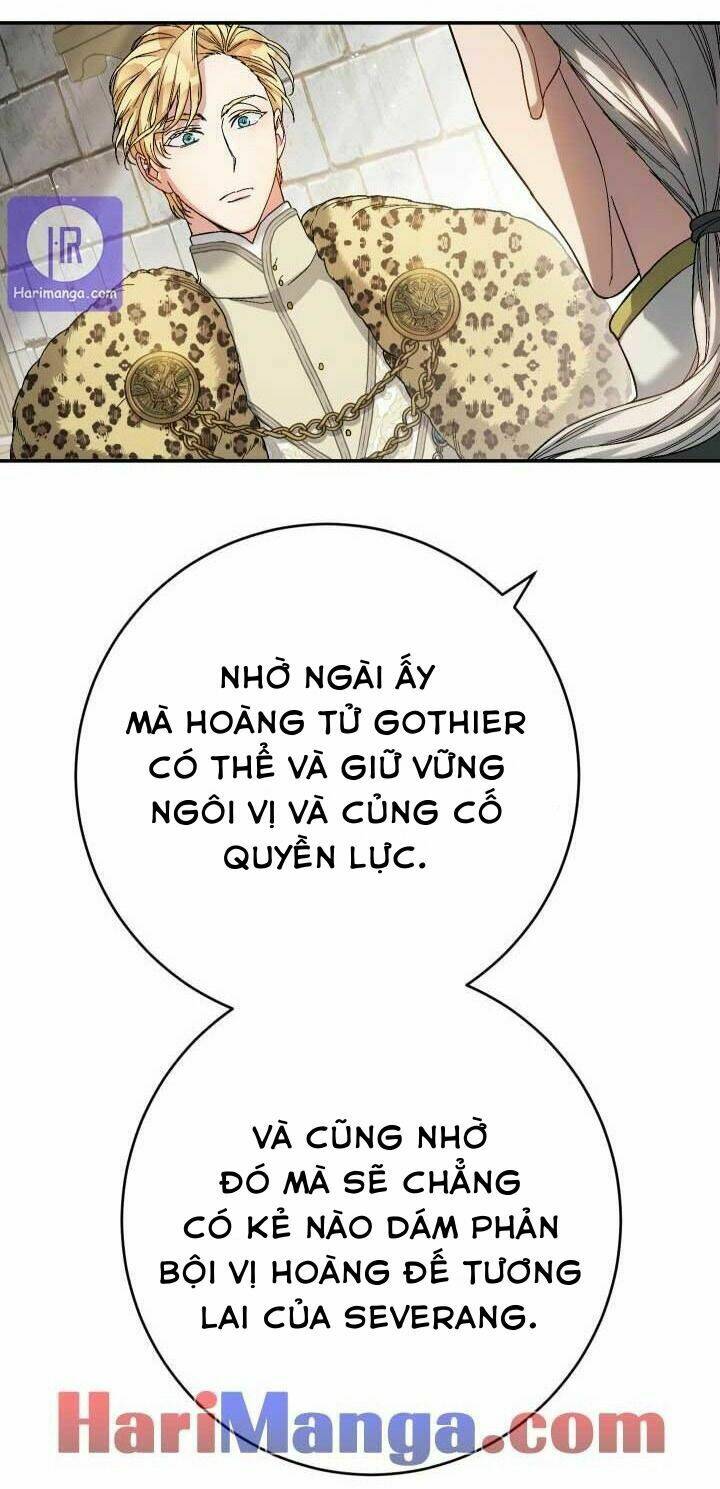 HR
Harimanga.com
NHỜ NGÀI ẤY
MÀ HOÀNG TỬ GOTHIER
CÓ THỂ VÀ GIỮ VỮNG
NGÔI VỊ VÀ CỦNG CỐ
QUYỀN LỰC.
VÀ CŨNG NHỜ
ĐÓ MÀ SẼ CHẲNG
CÓ KẺ NÀO DÁM PHẢN
BỘI VỊ HOÀNG ĐẾ TƯƠNG
LAI CỦA SEVERANG.
HariManga.com